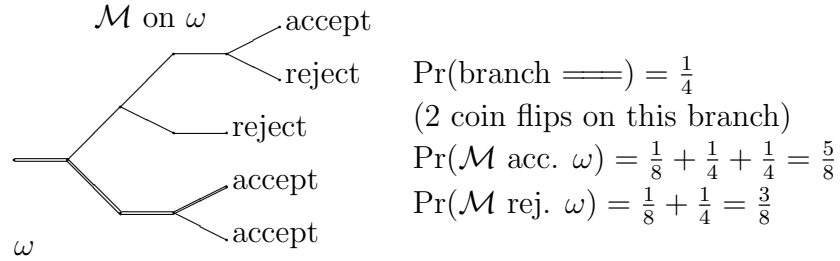 𝓜 on ω
accept
reject
reject
accept
accept
ω
Pr(branch ═══) = 1/4
(2 coin flips on this branch)
Pr(𝓜 acc. ω) = 1/8 + 1/4 + 1/4 = 5/8
Pr(𝓜 rej. ω) = 1/8 + 1/4 = 3/8